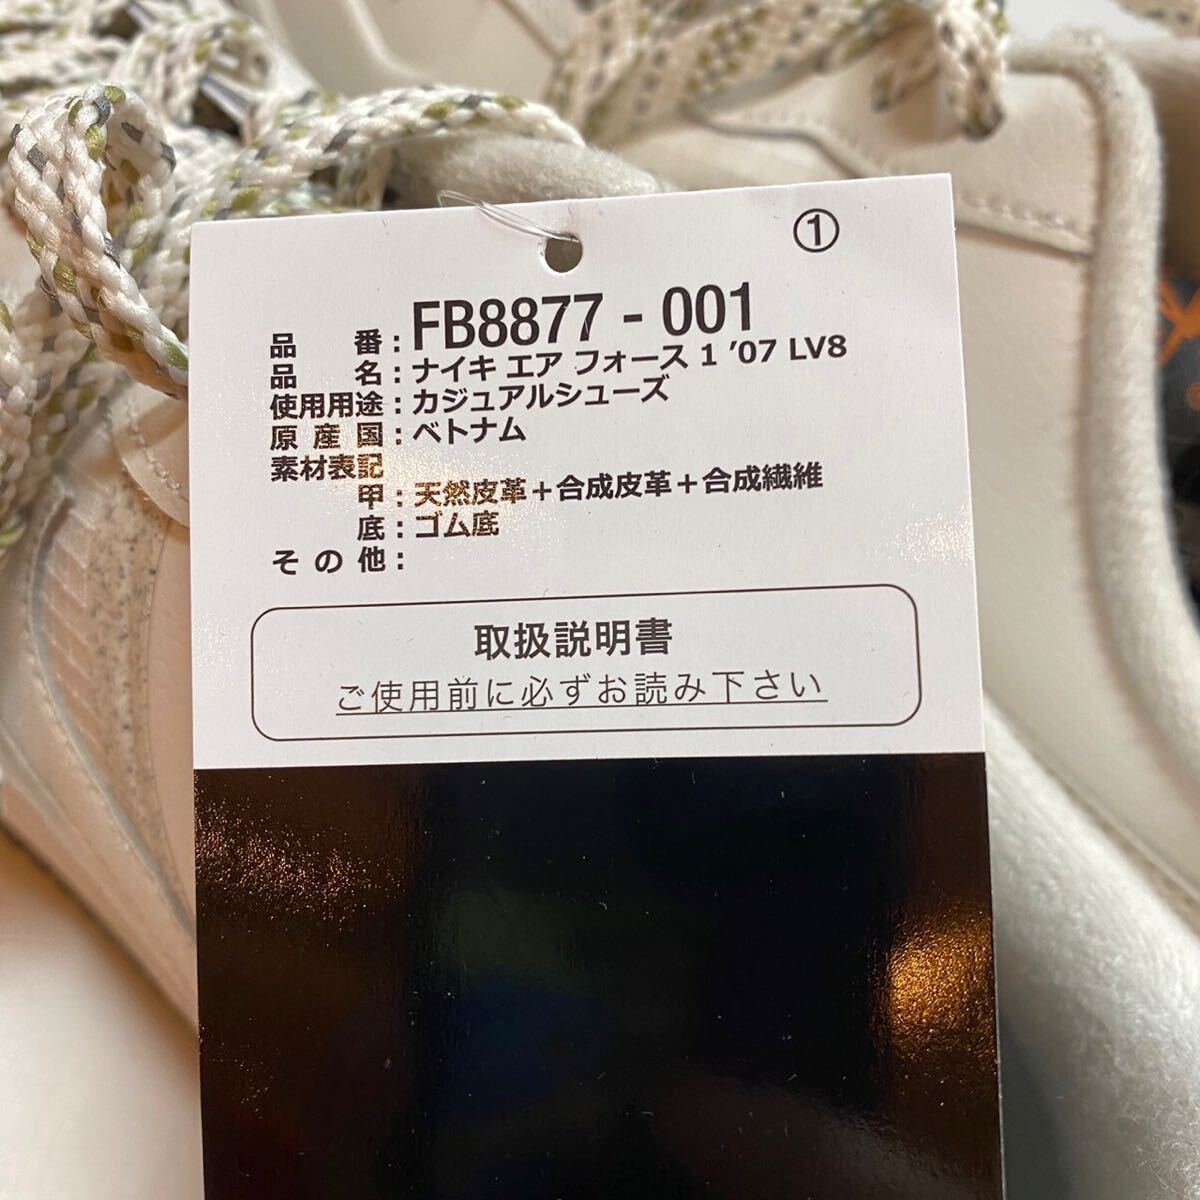 ①
品番：FB8877 - 001
品名：ナイキ エア フォース 1 ’07 LV8
使用用途：カジュアルシューズ
原産国：ベトナム
素材表記
甲：天然皮革＋合成皮革＋合成繊維
底：ゴム底
その他：
取扱説明書
ご使用前に必ずお読み下さい